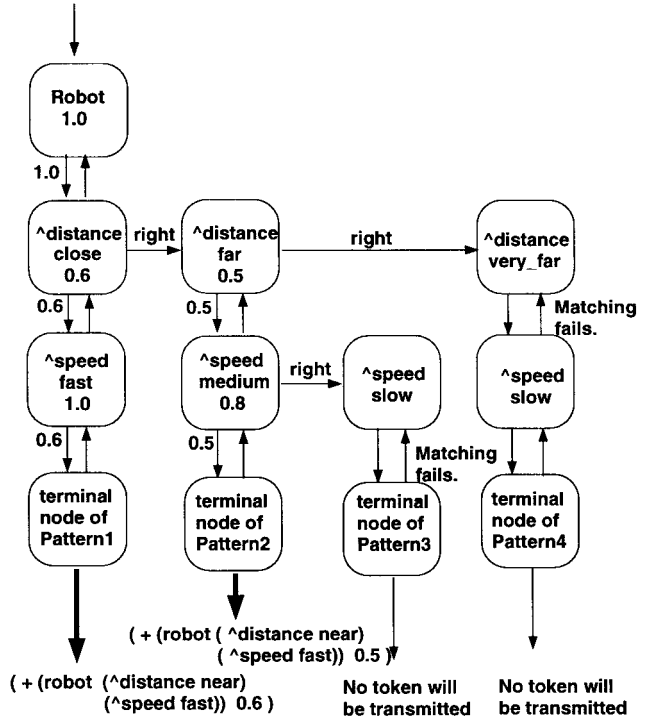 Robot
1.0
1.0
^distance
close
0.6
right
^distance
far
0.5
right
^distance
very_far
0.6
0.5
Matching
fails.
^speed
fast
1.0
^speed
medium
0.8
right
^speed
slow
^speed
slow
0.6
0.5
Matching
fails.
terminal
node of
Pattern1
terminal
node of
Pattern2
terminal
node of
Pattern3
terminal
node of
Pattern4
( + (robot ( ^distance near)
( ^speed fast)) 0.5 )
( + (robot (^distance near)
(^speed fast)) 0.6 )
No token will
be transmitted
No token will
be transmitted